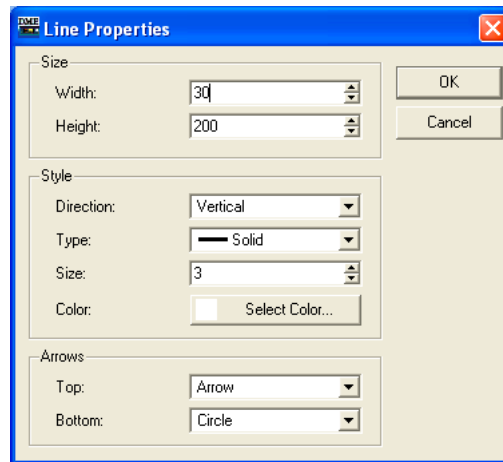 DME
Line Properties
Size
Width: 30
Height: 200
OK
Cancel
Style
Direction: Vertical
Type: Solid
Size: 3
Color: Select Color...
Arrows
Top: Arrow
Bottom: Circle